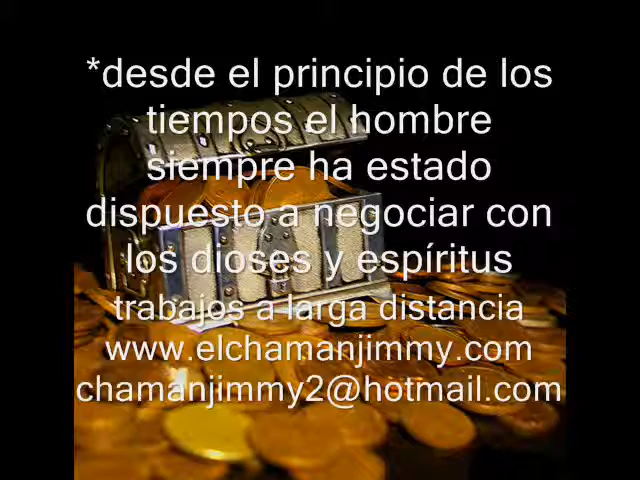 *desde el principio de los
tiempos el hombre
siempre ha estado
dispuesto a negociar con
los dioses y espíritus
trabajos a larga distancia
www.elchamanjimmy.com
chamanjimmy2@hotmail.com